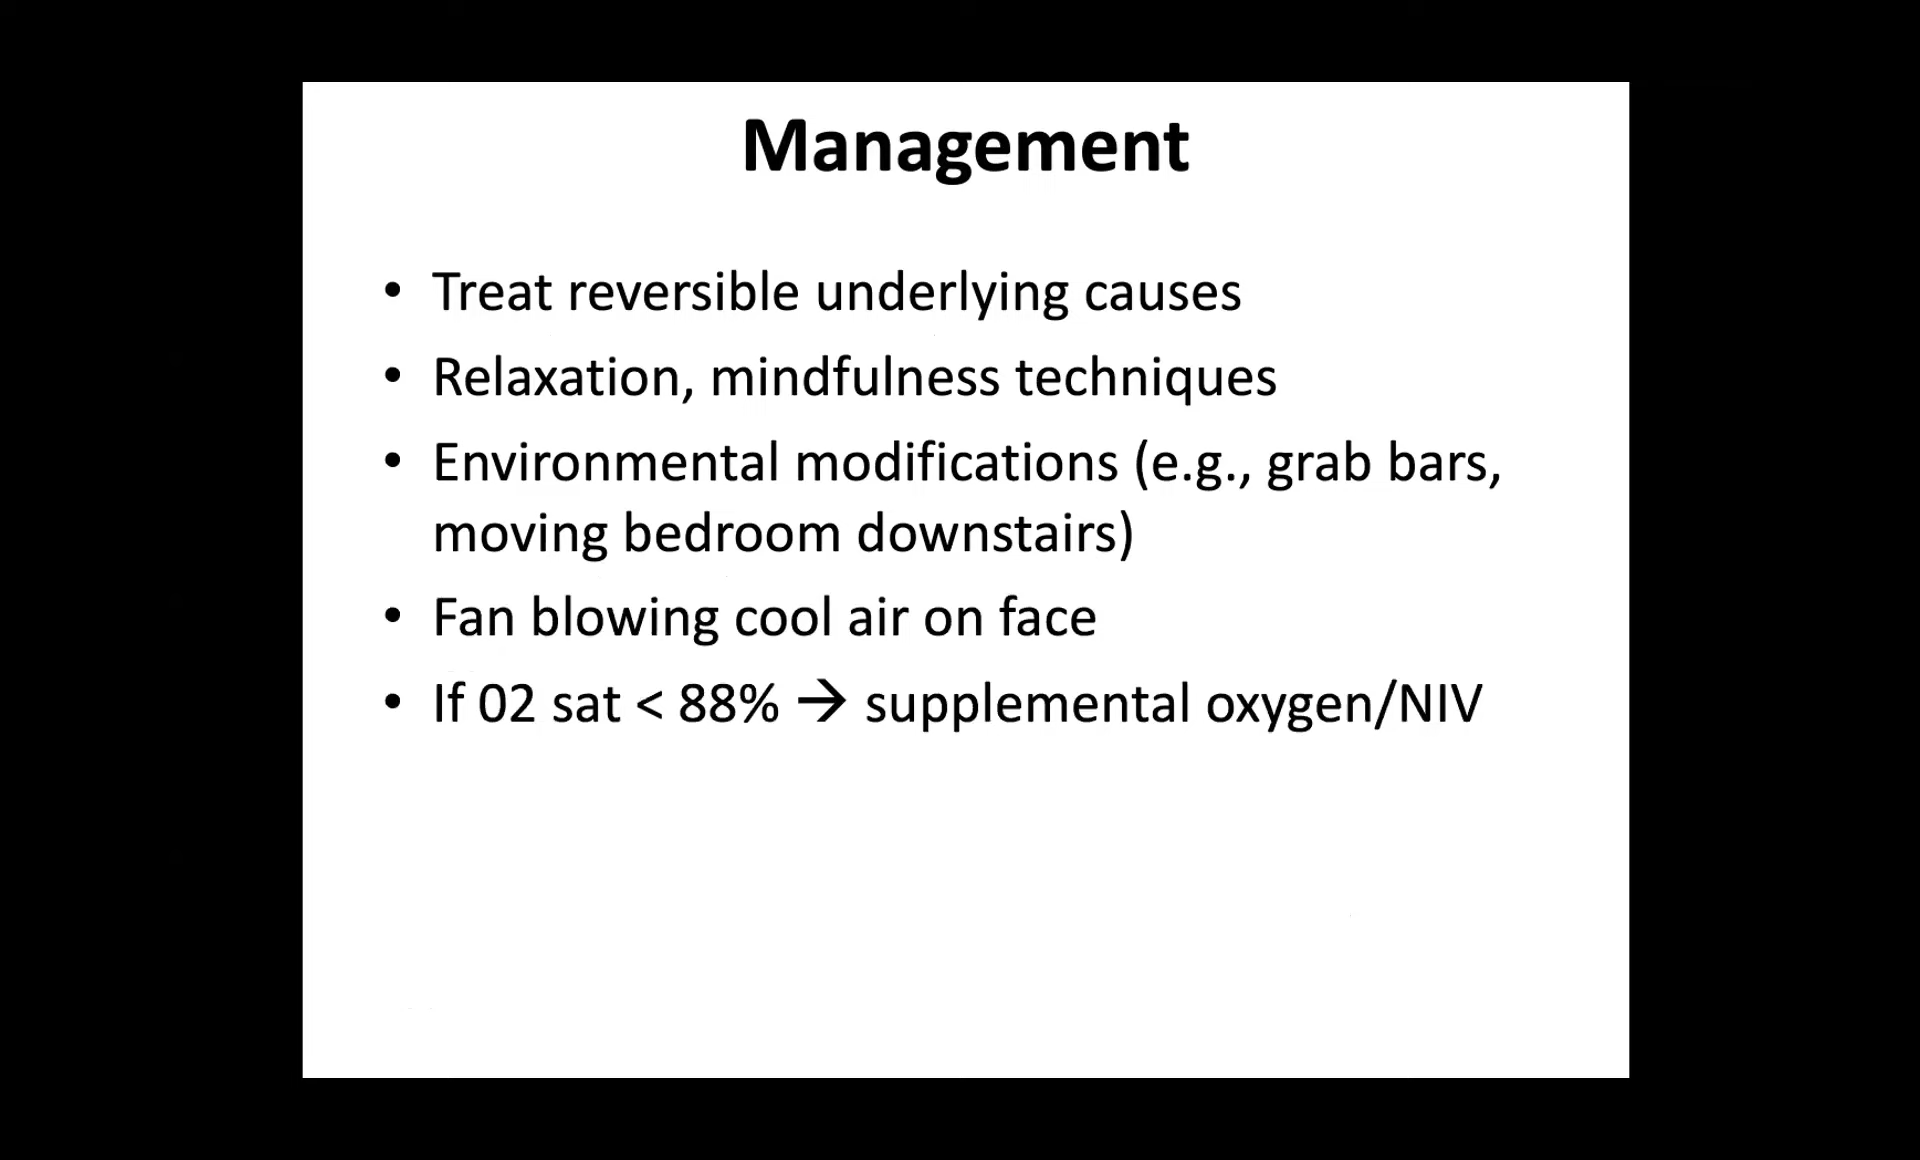 Management
• Treat reversible underlying causes
• Relaxation, mindfulness techniques
• Environmental modifications (e.g., grab bars,
moving bedroom downstairs)
• Fan blowing cool air on face
• If 02 sat < 88% → supplemental oxygen/NIV